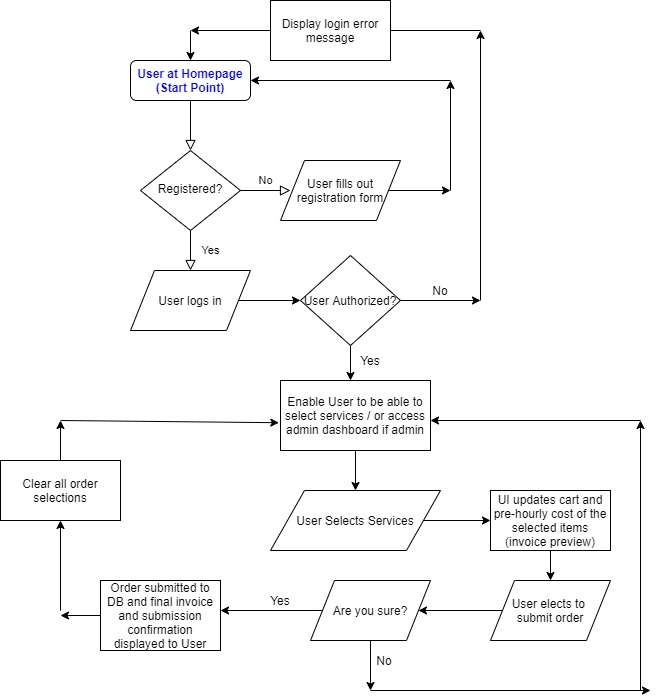 Display login error
message
User at Homepage
(Start Point)
Registered?
No
User fills out
registration form
Yes
User logs in
User Authorized?
No
Yes
Enable User to be able to
select services / or access
admin dashboard if admin
Clear all order
selections
User Selects Services
UI updates cart and
pre-hourly cost of the
selected items
(invoice preview)
Order submitted to
DB and final invoice
and submission
confirmation
displayed to User
Yes
Are you sure?
User elects to
submit order
No